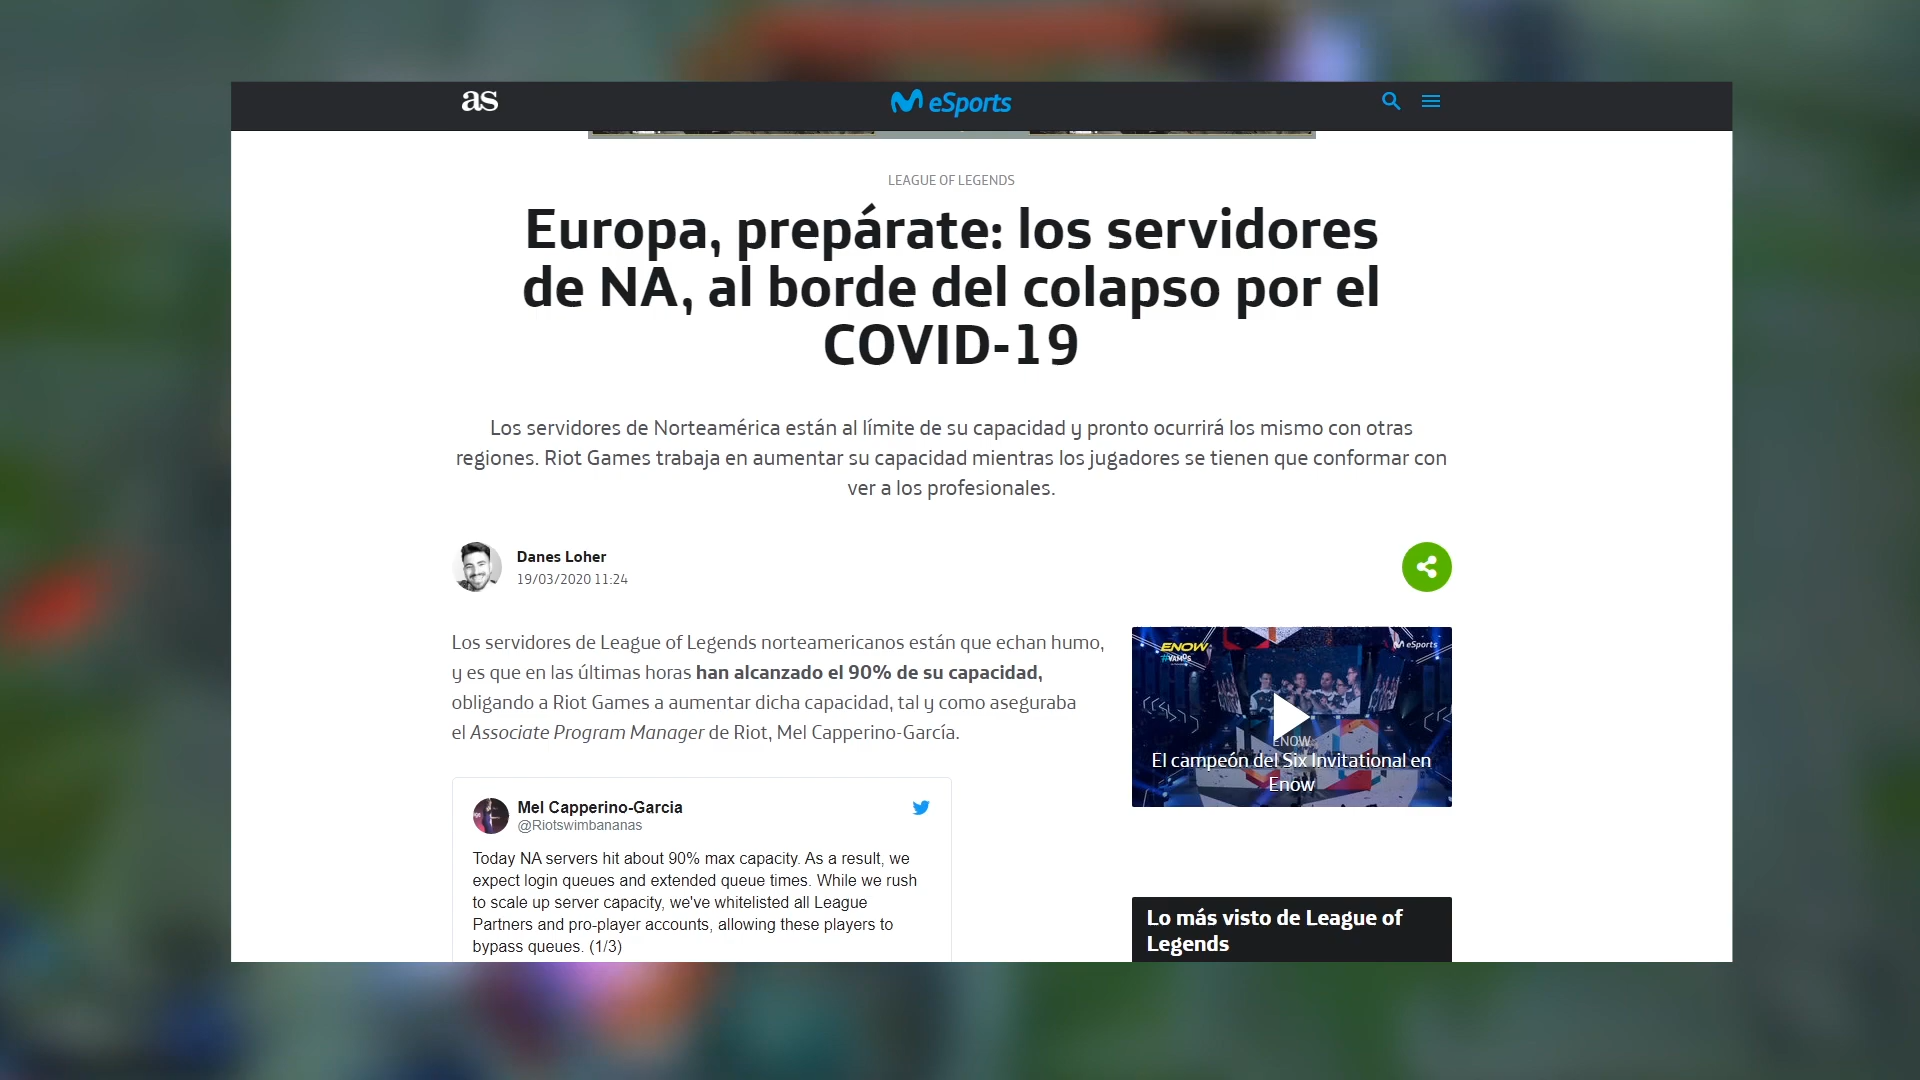 as
eSports
LEAGUE OF LEGENDS
Europa, prepárate: los servidores
de NA, al borde del colapso por el
COVID-19
Los servidores de Norteamérica están al límite de su capacidad y pronto ocurrirá los mismo con otras
regiones. Riot Games trabaja en aumentar su capacidad mientras los jugadores se tienen que conformar con
ver a los profesionales.
Danes Loher
19/03/2020 11:24
Los servidores de League of Legends norteamericanos están que echan humo,
y es que en las últimas horas han alcanzado el 90% de su capacidad,
obligando a Riot Games a aumentar dicha capacidad, tal y como aseguraba
el Associate Program Manager de Riot, Mel Capperino-García.
Mel Capperino-Garcia
@Riotswimbananas
Today NA servers hit about 90% max capacity. As a result, we
expect login queues and extended queue times. While we rush
to scale up server capacity, we've whitelisted all League
Partners and pro-player accounts, allowing these players to
bypass queues. (1/3)
ENOW
#VAMOS
eSports
ENOW
El campeón del Six Invitational en
Enow
Lo más visto de League of
Legends